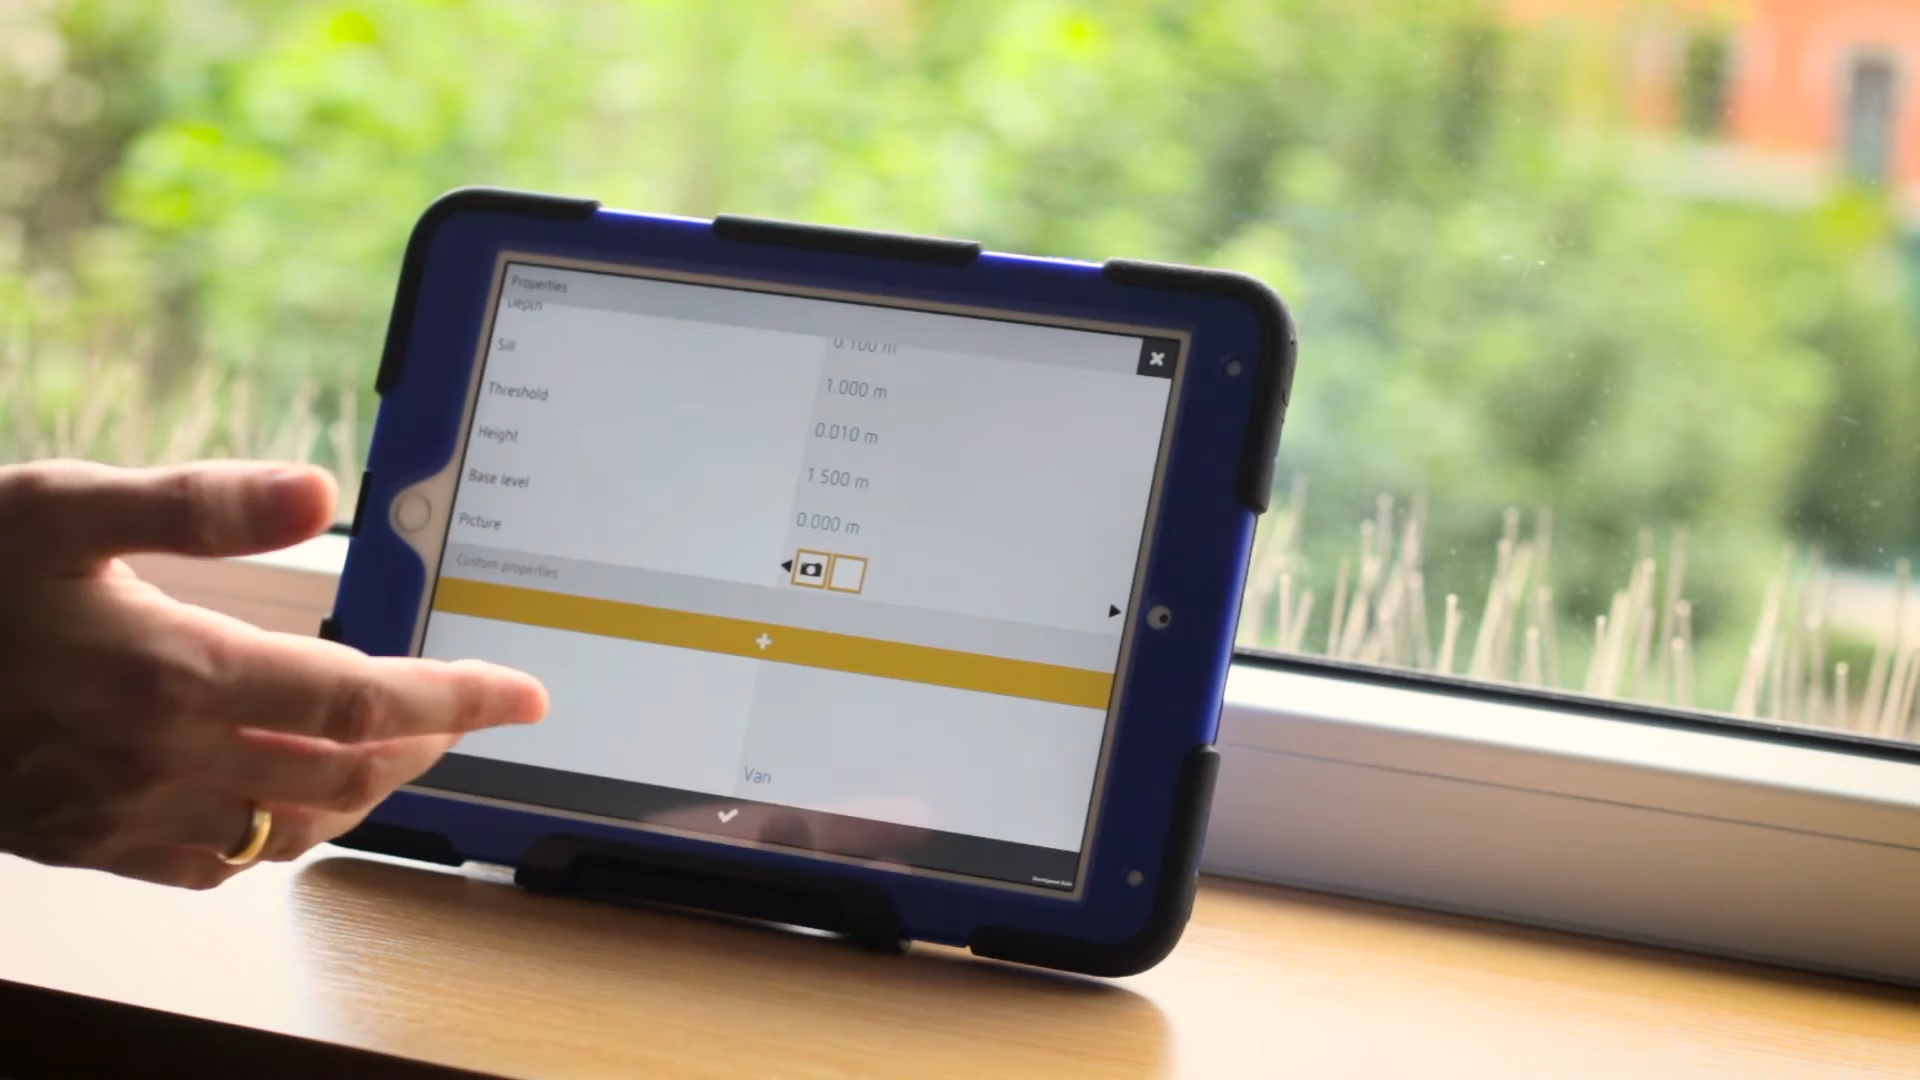 Properties
Depth 0.100 m
Sill 1.000 m
Threshold 0.010 m
Height 1.500 m
Base level 0.000 m
Picture
Custom properties
+
Van